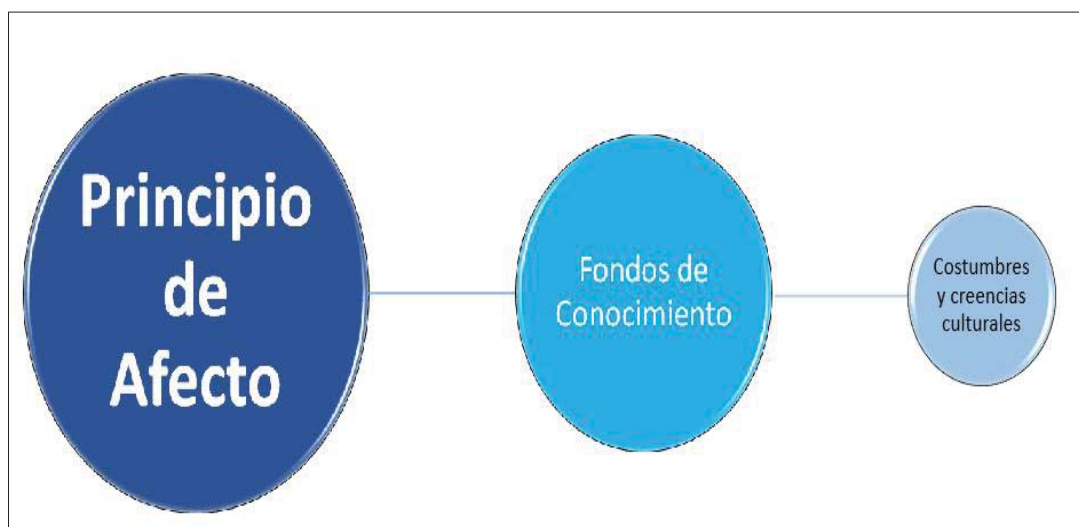 Principio
de
Afecto
Fondos de
Conocimiento
Costumbres
y creencias
culturales